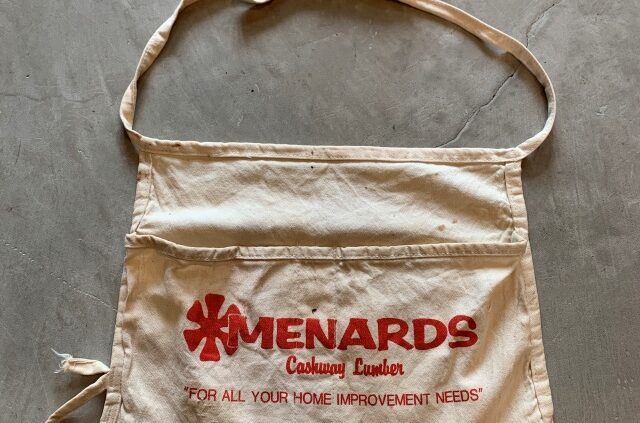 MENARDS
Cashway Lumber
"FOR ALL YOUR HOME IMPROVEMENT NEEDS"